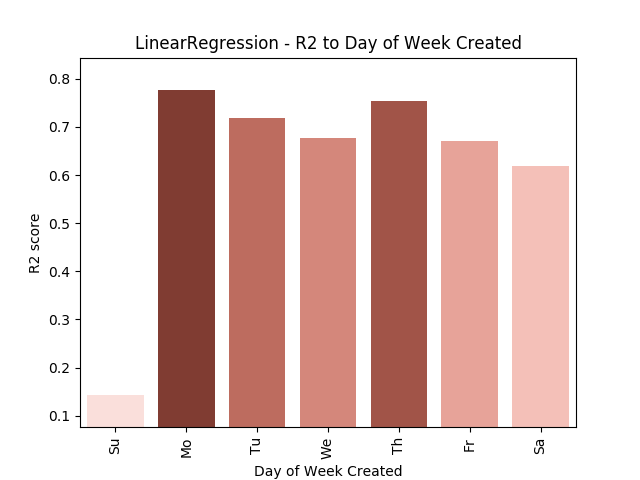 LinearRegression - R2 to Day of Week Created
0.8
0.7
0.6
0.5
0.4
0.3
0.2
0.1
R2 score
Su
Mo
Tu
We
Th
Fr
Sa
Day of Week Created